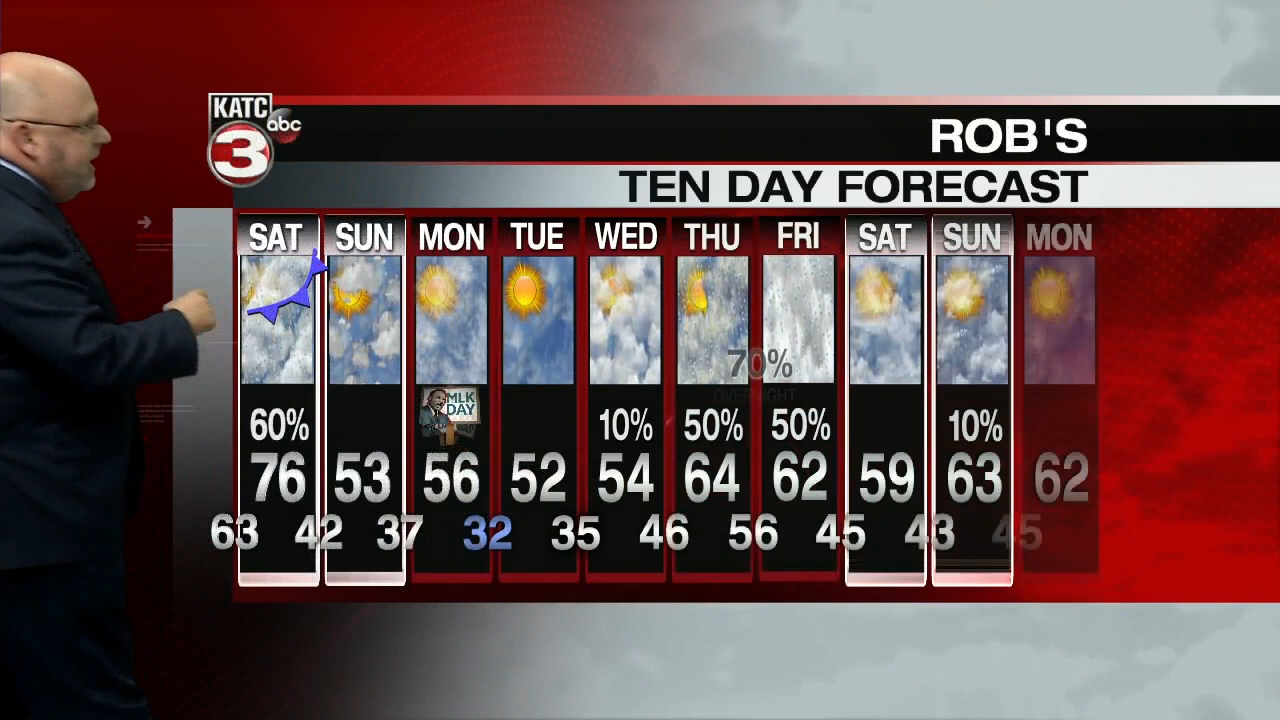 KATC
abc
3
ROB'S
TEN DAY FORECAST
SAT SUN MON TUE WED THU FRI SAT SUN MON
70%
OVERNIGHT
MLK
DAY
60% 10% 50% 50% 10%
76 53 56 52 54 64 62 59 63 62
63 42 37 32 35 46 56 45 43 45